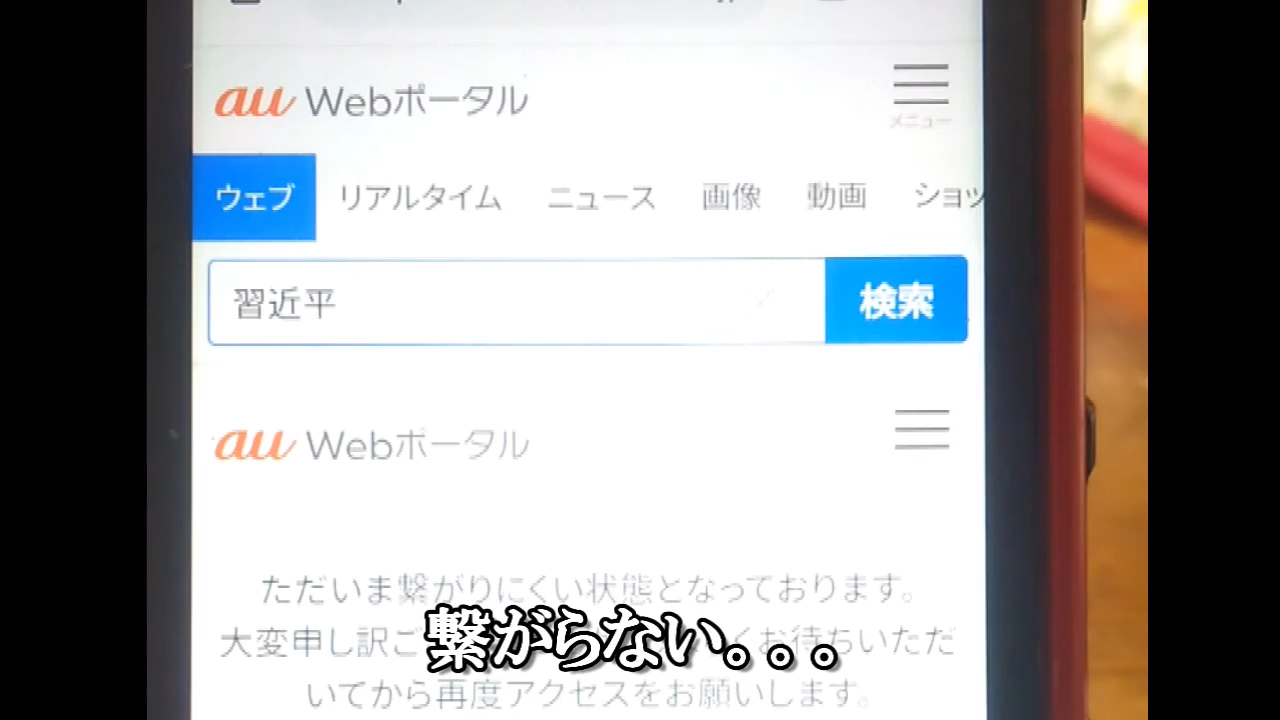 au Webポータル
メニュー
ウェブ リアルタイム ニュース 画像 動画 ショッ
習近平 検索
au Webポータル
ただいま繋がりにくい状態となっております。
大変申し訳ご くお待ちいただ
繋がらない。。。
いてから再度アクセスをお願いします。